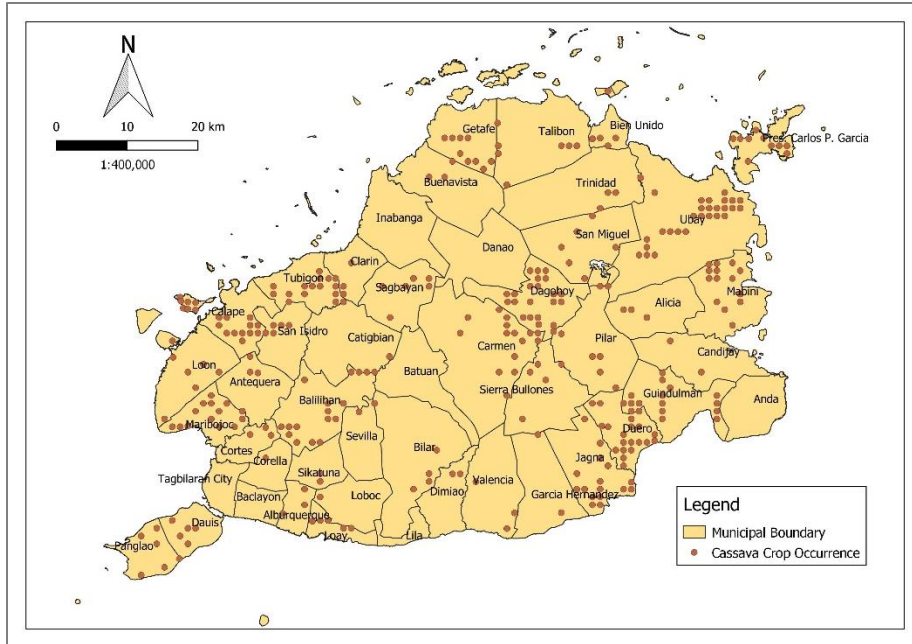 N
0 10 20 km
1:400,000
Getafe
Talibon
Bien Unido
Pres. Carlos P. Garcia
Buenavista
Trinidad
Inabanga
Ubay
Danao
San Miguel
Clarin
Tubigon
Sagbayan
Dagohoy
Mabini
Alicia
Calape
San Isidro
Catigbian
Carmen
Pilar
Candijay
Loon
Antequera
Batuan
Sierra Bullones
Guindulman
Anda
Balilihan
Maribojoc
Duero
Sevilla
Cortes
Bilar
Corella
Jagna
Tagbilaran City
Sikatuna
Valencia
Baclayon
Loboc
Dimiao
Garcia Hernandez
Alburquerque
Dauis
Loay
Lila
Panglao
Legend
Municipal Boundary
Cassava Crop Occurrence